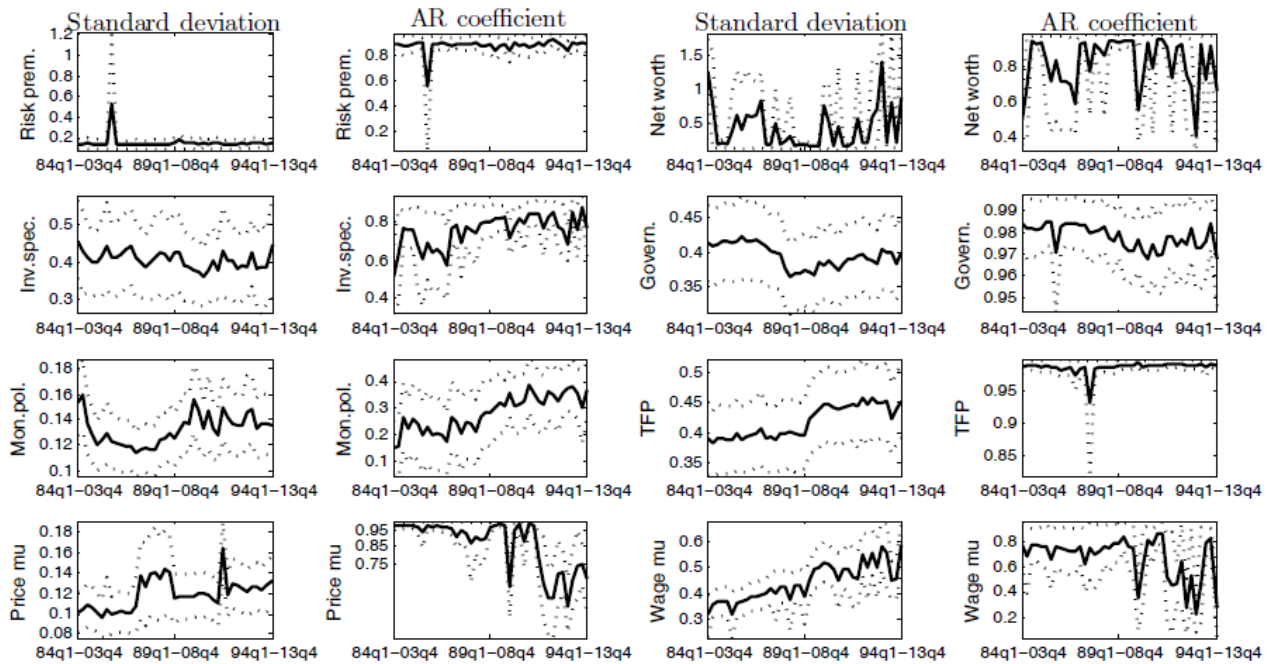 Standard deviation AR coefficient Standard deviation AR coefficient
Risk prem. 1.2 1 0.8 0.6 0.4 0.2
84q1−03q4 89q1−08q4 94q1−13q4
Risk prem. 0.8 0.6 0.4 0.2
84q1−03q4 89q1−08q4 94q1−13q4
Net worth 1.5 1 0.5
84q1−03q4 89q1−08q4 94q1−13q4
Net worth 0.8 0.6 0.4
84q1−03q4 89q1−08q4 94q1−13q4
Inv.spec. 0.5 0.4 0.3
84q1−03q4 89q1−08q4 94q1−13q4
Inv.spec. 0.8 0.6 0.4
84q1−03q4 89q1−08q4 94q1−13q4
Govern. 0.45 0.4 0.35
84q1−03q4 89q1−08q4 94q1−13q4
Govern. 0.99 0.98 0.97 0.96 0.95
84q1−03q4 89q1−08q4 94q1−13q4
Mon.pol. 0.18 0.16 0.14 0.12 0.1
84q1−03q4 89q1−08q4 94q1−13q4
Mon.pol. 0.4 0.3 0.2 0.1
84q1−03q4 89q1−08q4 94q1−13q4
TFP 0.5 0.45 0.4 0.35
84q1−03q4 89q1−08q4 94q1−13q4
TFP 0.95 0.9 0.85
84q1−03q4 89q1−08q4 94q1−13q4
Price mu 0.18 0.16 0.14 0.12 0.1 0.08
84q1−03q4 89q1−08q4 94q1−13q4
Price mu 0.95 0.85 0.75
84q1−03q4 89q1−08q4 94q1−13q4
Wage mu 0.6 0.5 0.4 0.3
84q1−03q4 89q1−08q4 94q1−13q4
Wage mu 0.8 0.6 0.4 0.2
84q1−03q4 89q1−08q4 94q1−13q4